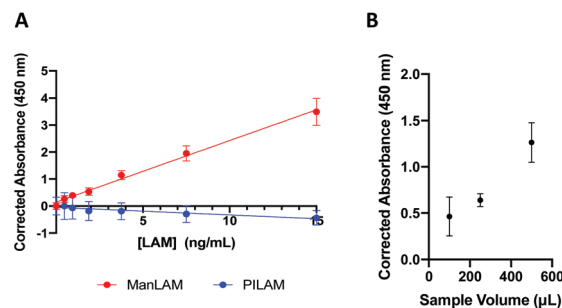 A
Corrected Absorbance (450 nm)
5
4
3
2
1
0
-1
5
10
15
[LAM] (ng/mL)
ManLAM
PILAM
B
Corrected Absorbance (450 nm)
2.0
1.5
1.0
0.5
0.0
0 200 400 600
Sample Volume (µL)